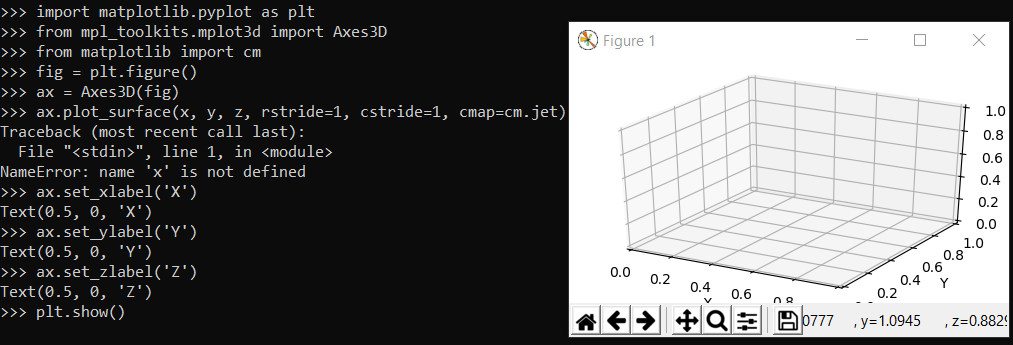 >>> import matplotlib.pyplot as plt
>>> from mpl_toolkits.mplot3d import Axes3D
>>> from matplotlib import cm
>>> fig = plt.figure()
>>> ax = Axes3D(fig)
>>> ax.plot_surface(x, y, z, rstride=1, cstride=1, cmap=cm.jet)
Traceback (most recent call last):
  File "<stdin>", line 1, in <module>
NameError: name 'x' is not defined
>>> ax.set_xlabel('X')
Text(0.5, 0, 'X')
>>> ax.set_ylabel('Y')
Text(0.5, 0, 'Y')
>>> ax.set_zlabel('Z')
Text(0.5, 0, 'Z')
>>> plt.show()
Figure 1
1.0
0.8
0.6
0.4
0.2
0.0
1.0
0.8
0.6
0.4
0.2
Y
0.0
0.2
0.4
0.6
0.8
X
0777 , y=1.0945 , z=0.8829